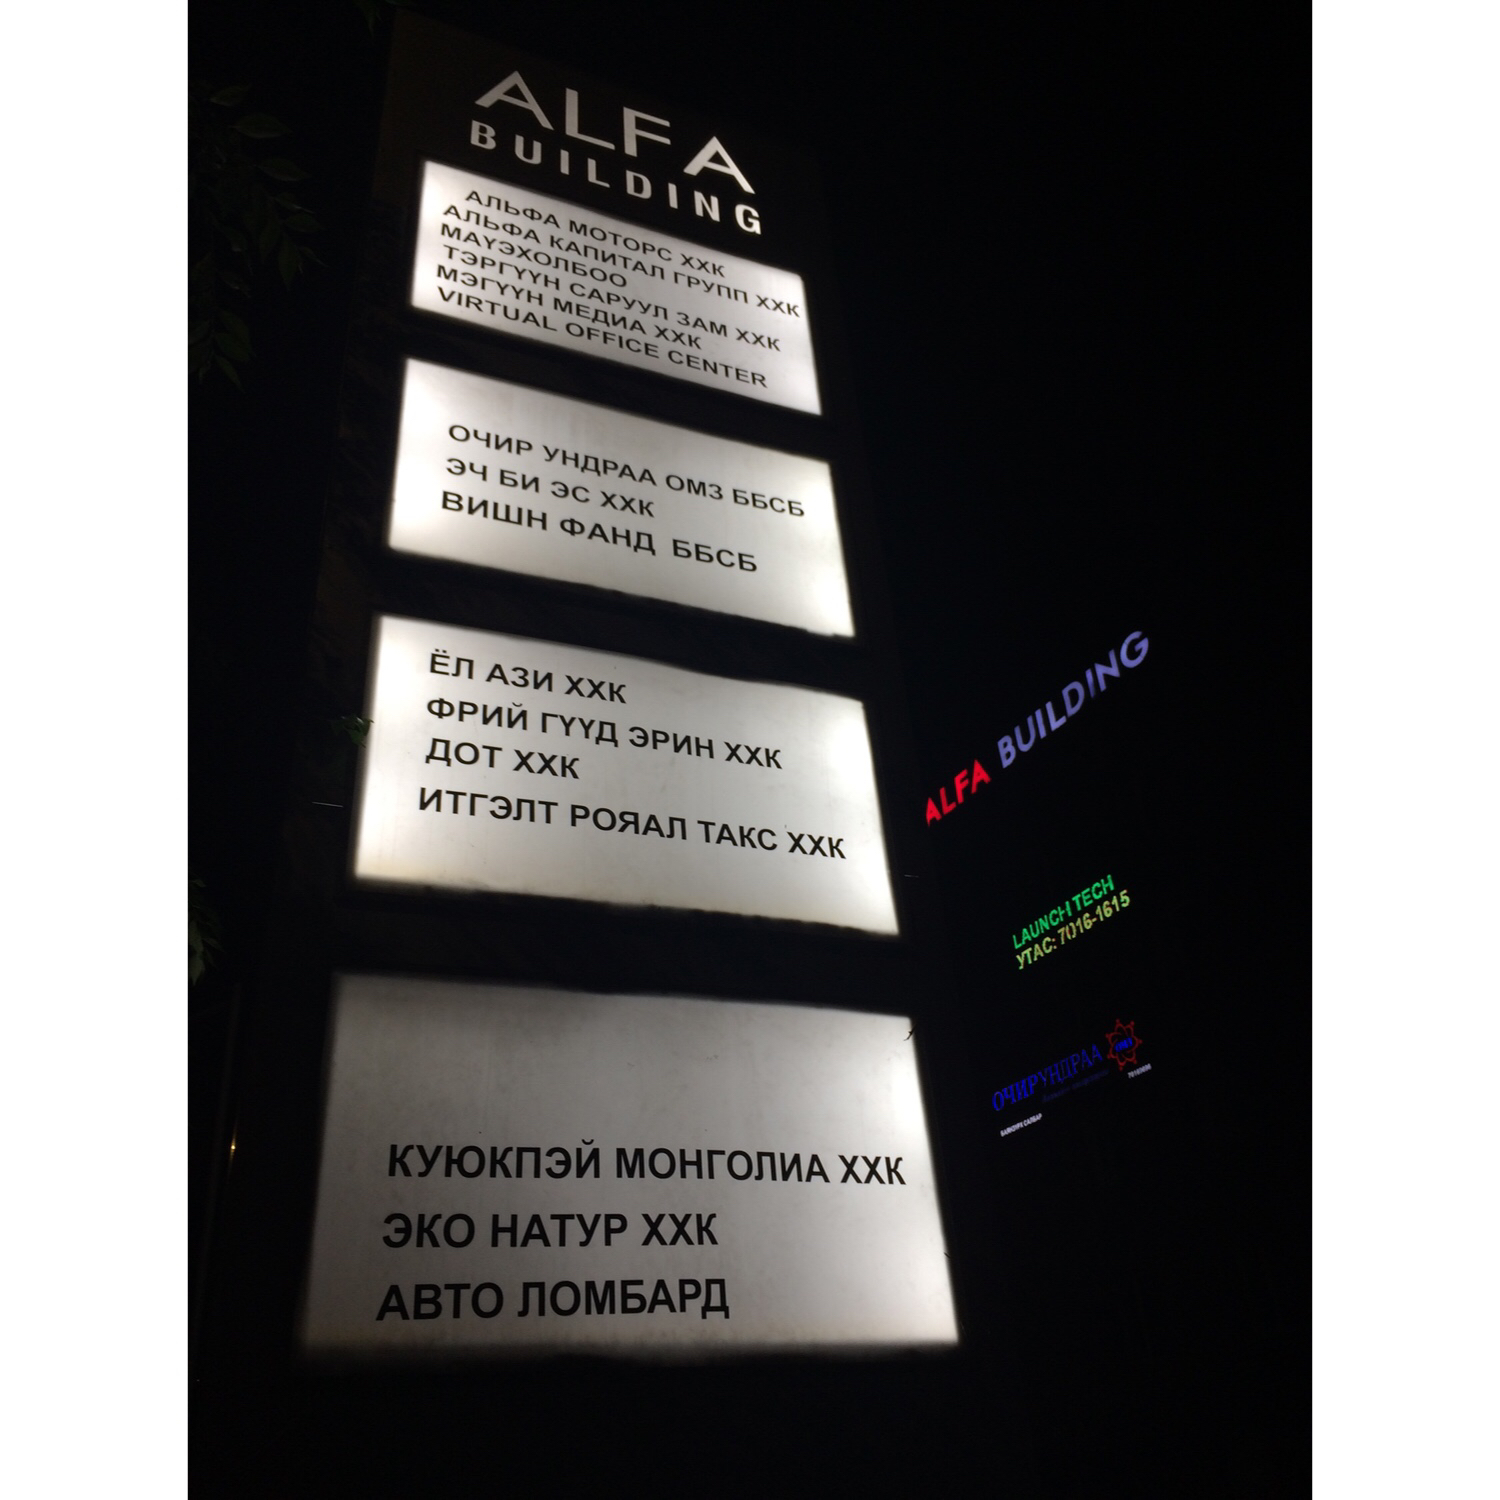 ALFA
BUILDING
АЛЬФА МОТОРС ХХК
АЛЬФА КАПИТАЛ ГРУПП ХХК
МАҮЭХОЛБОО
ТЭРГҮҮН САРУУЛ ЗАМ ХХК
МЭГҮҮН МЕДИА ХХК
VIRTUAL OFFICE CENTER
ОЧИР УНДРАА ОМЗ ББСБ
ЭЧ БИ ЭС ХХК
ВИШН ФАНД ББСБ
ЁЛ АЗИ ХХК
ФРИЙ ГҮҮД ЭРИН ХХК
ДОТ ХХК
ИТГЭЛТ РОЯАЛ ТАКС ХХК
КУЮКПЭЙ МОНГОЛИА ХХК
ЭКО НАТУР ХХК
АВТО ЛОМБАРД
ALFA BUILDING
LAUNCH TECH
УТАС: 7016-1615
ОЧИР УНДРАА